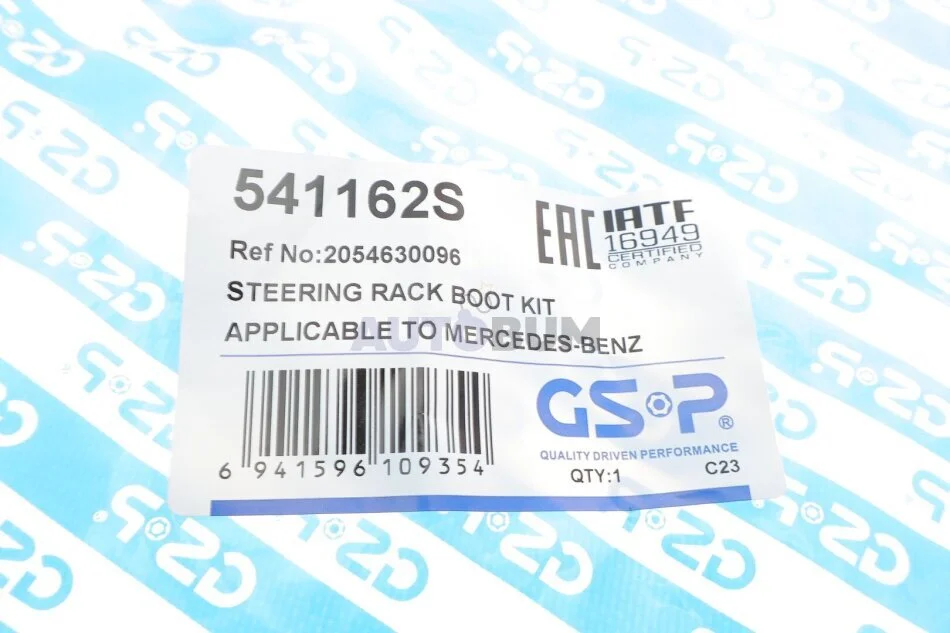 541162S
Ref No:2054630096
STEERING RACK BOOT KIT
APPLICABLE TO MERCEDES-BENZ
EAC
IATF
16949
CERTIFIED
COMPANY
AUTOBUM
6 941596 109354
GSP®
QUALITY DRIVEN PERFORMANCE
QTY:1
C23